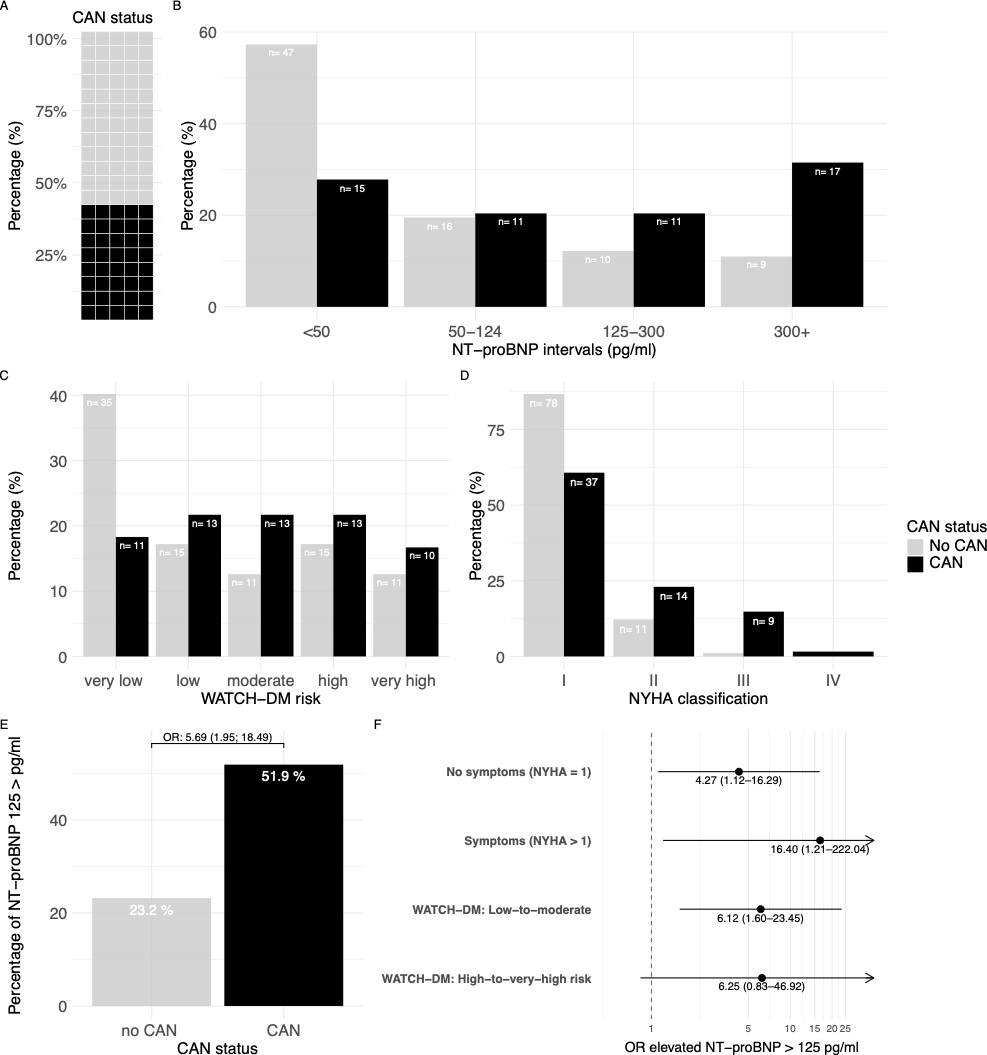 A
CAN status
100%
75%
50%
25%
Percentage (%)
B
60
40
20
0
Percentage (%)
n= 47
n= 15
n= 16
n= 11
n= 10
n= 11
n= 9
n= 17
<50
50−124
125−300
300+
NT−proBNP intervals (pg/ml)
C
40
30
20
10
0
Percentage (%)
n= 35
n= 11
n= 15
n= 13
n= 11
n= 13
n= 15
n= 13
n= 11
n= 10
very low
low
moderate
high
very high
WATCH−DM risk
D
75
50
25
0
Percentage (%)
n= 78
n= 37
n= 11
n= 14
n= 9
I
II
III
IV
NYHA classification
CAN status
No CAN
CAN
E
Percentage of NT−proBNP 125 > pg/ml
40
20
0
OR: 5.69 (1.95; 18.49)
23.2 %
51.9 %
no CAN
CAN
CAN status
F
No symptoms (NYHA = 1)
4.27 (1.12−16.29)
Symptoms (NYHA > 1)
16.40 (1.21−222.04)
WATCH−DM: Low−to−moderate
6.12 (1.60−23.45)
WATCH−DM: High−to−very−high risk
6.25 (0.83−46.92)
1
5
10
15
20
25
OR elevated NT−proBNP > 125 pg/ml